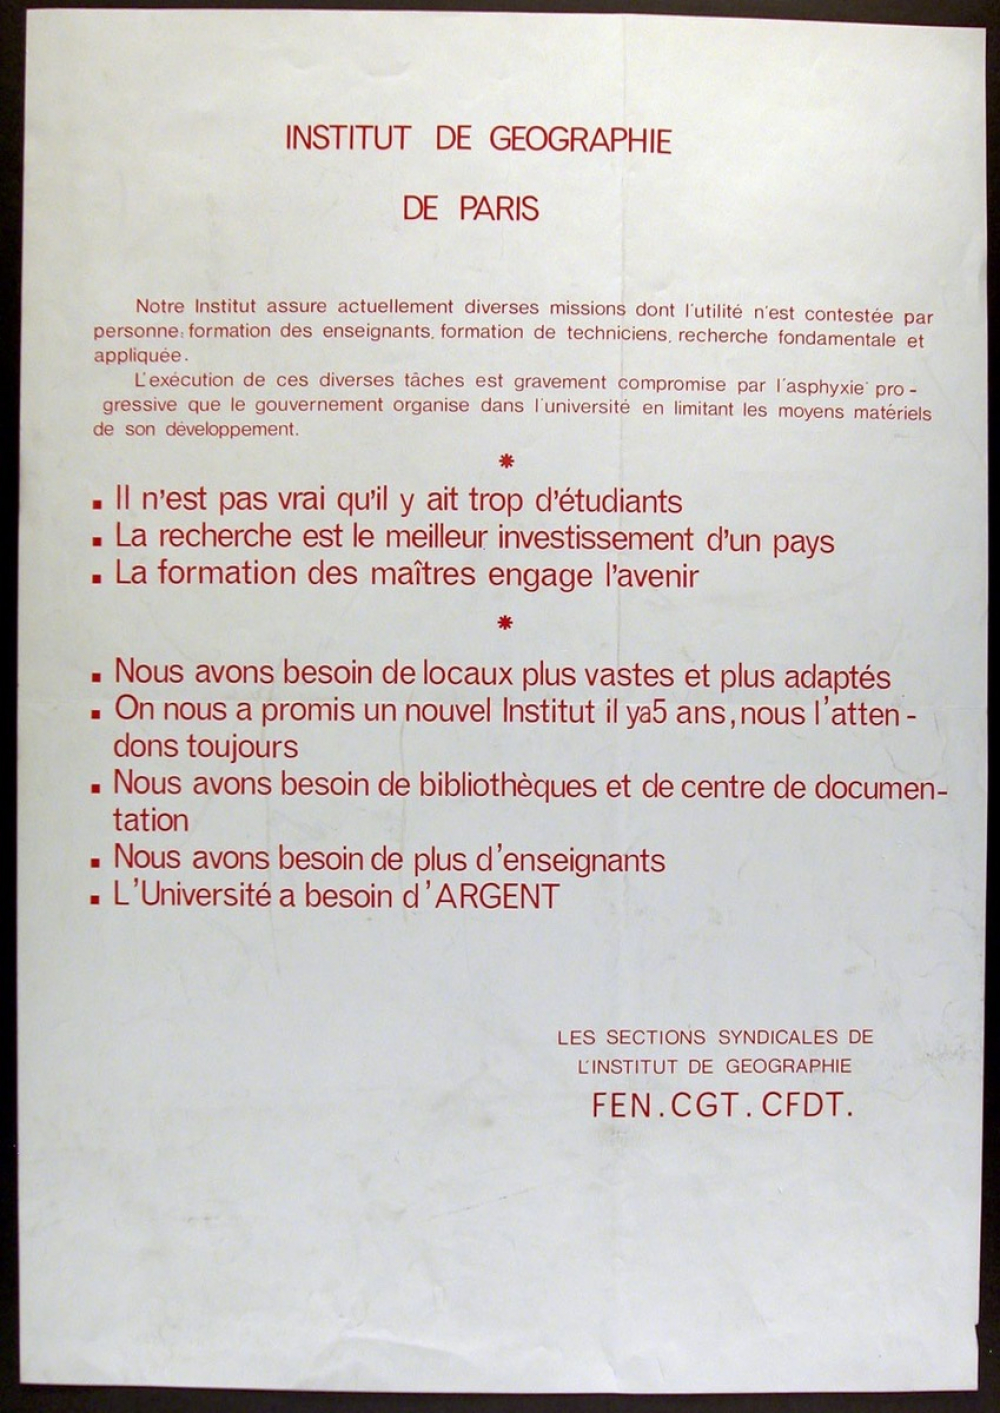 INSTITUT DE GEOGRAPHIE
DE PARIS
Notre Institut assure actuellement diverses missions dont l'utilité n'est contestée par
personne: formation des enseignants, formation de techniciens, recherche fondamentale et
appliquée.
L'exécution de ces diverses tâches est gravement compromise par l'asphyxie pro -
gressive que le gouvernement organise dans l'université en limitant les moyens matériels
de son développement.
*
▪ Il n'est pas vrai qu'il y ait trop d'étudiants
▪ La recherche est le meilleur investissement d'un pays
▪ La formation des maîtres engage l'avenir
*
▪ Nous avons besoin de locaux plus vastes et plus adaptés
▪ On nous a promis un nouvel Institut il ya5 ans, nous l'atten -
dons toujours
▪ Nous avons besoin de bibliothèques et de centre de documen-
tation
▪ Nous avons besoin de plus d'enseignants
▪ L'Université a besoin d'ARGENT
LES SECTIONS SYNDICALES DE
L'INSTITUT DE GEOGRAPHIE
FEN. CGT. CFDT.